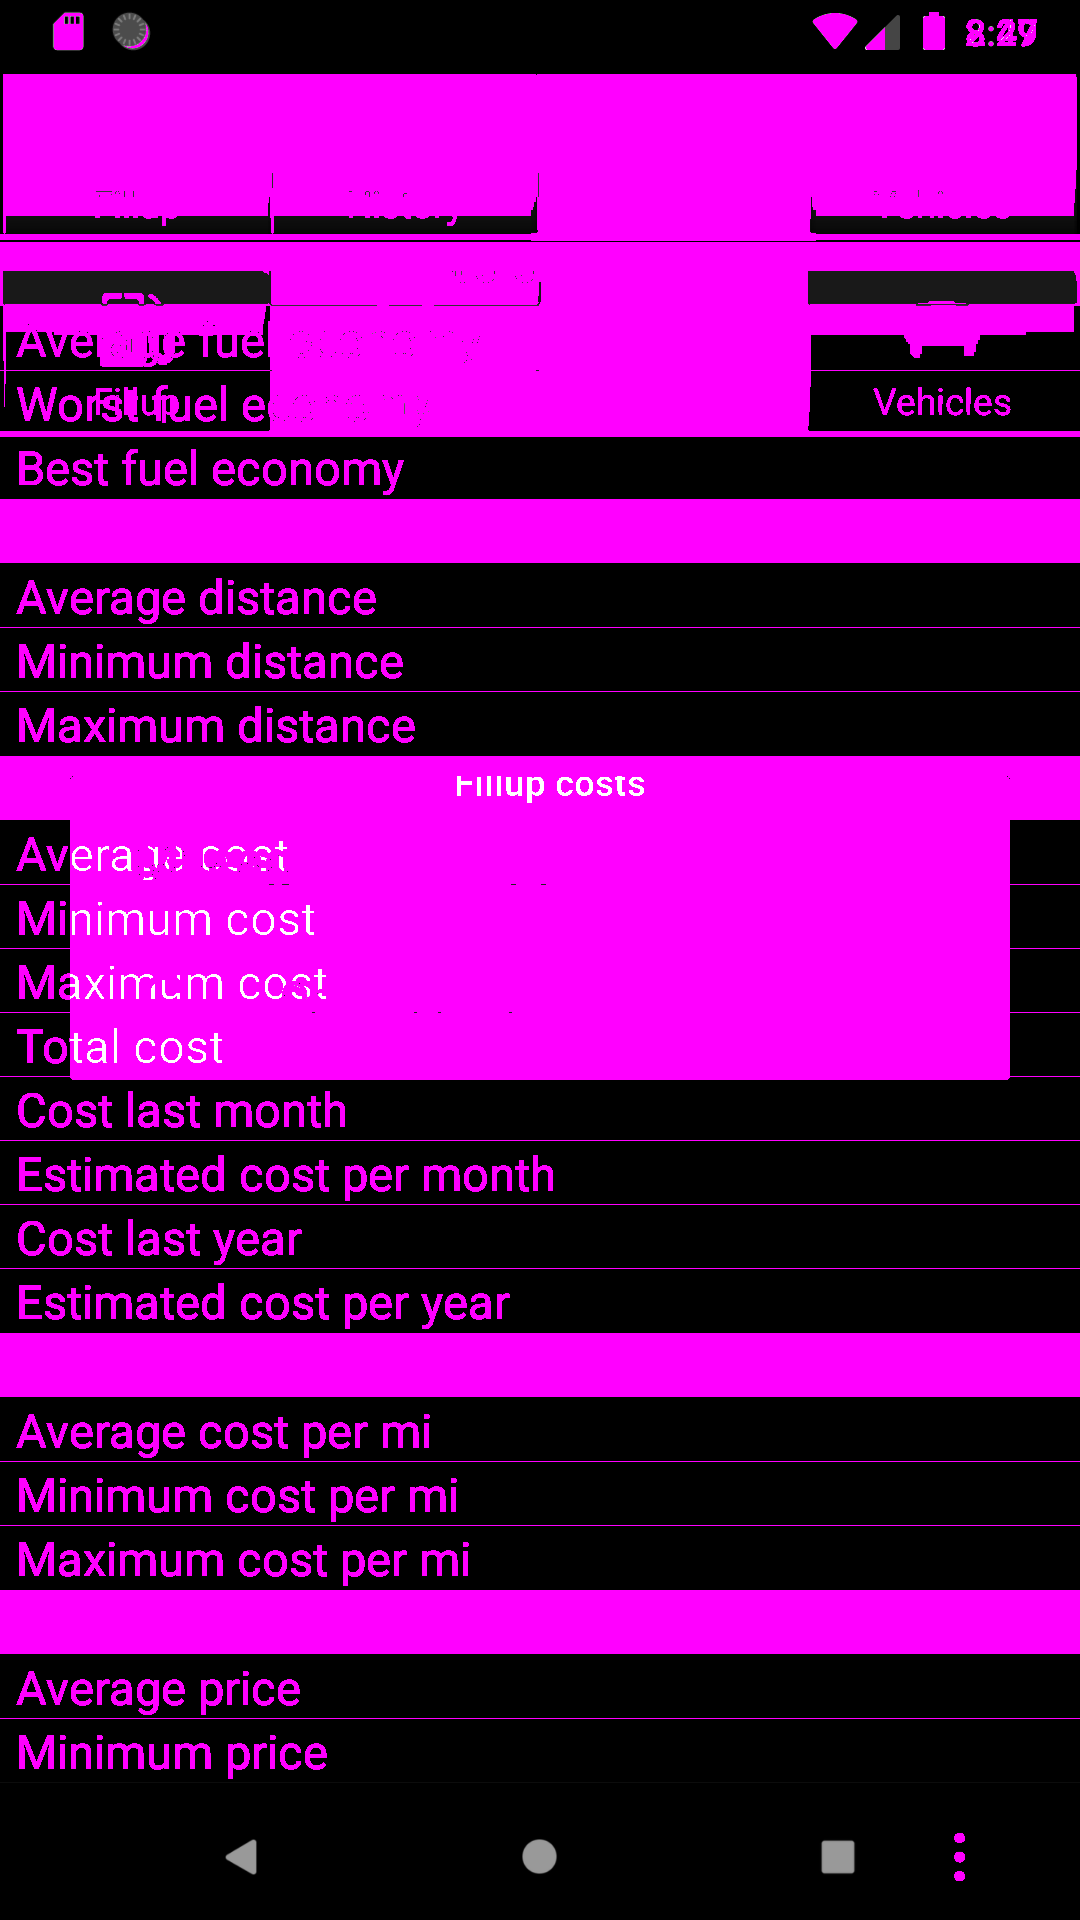 Fillup History Vehicles
Average fuel
Worst fuel economy
Fillup
Vehicles
Best fuel economy
Average distance
Minimum distance
Maximum distance
Fillup costs
Average cost
Minimum cost
Maximum cost
Total cost
Cost last month
Estimated cost per month
Cost last year
Estimated cost per year
Average cost per mi
Minimum cost per mi
Maximum cost per mi
Average price
Minimum price